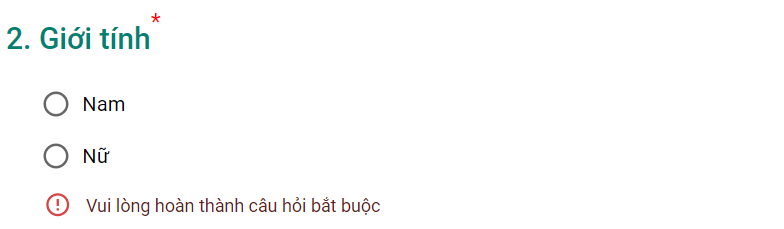 2. Giới tính*
Nam
Nữ
Vui lòng hoàn thành câu hỏi bắt buộc